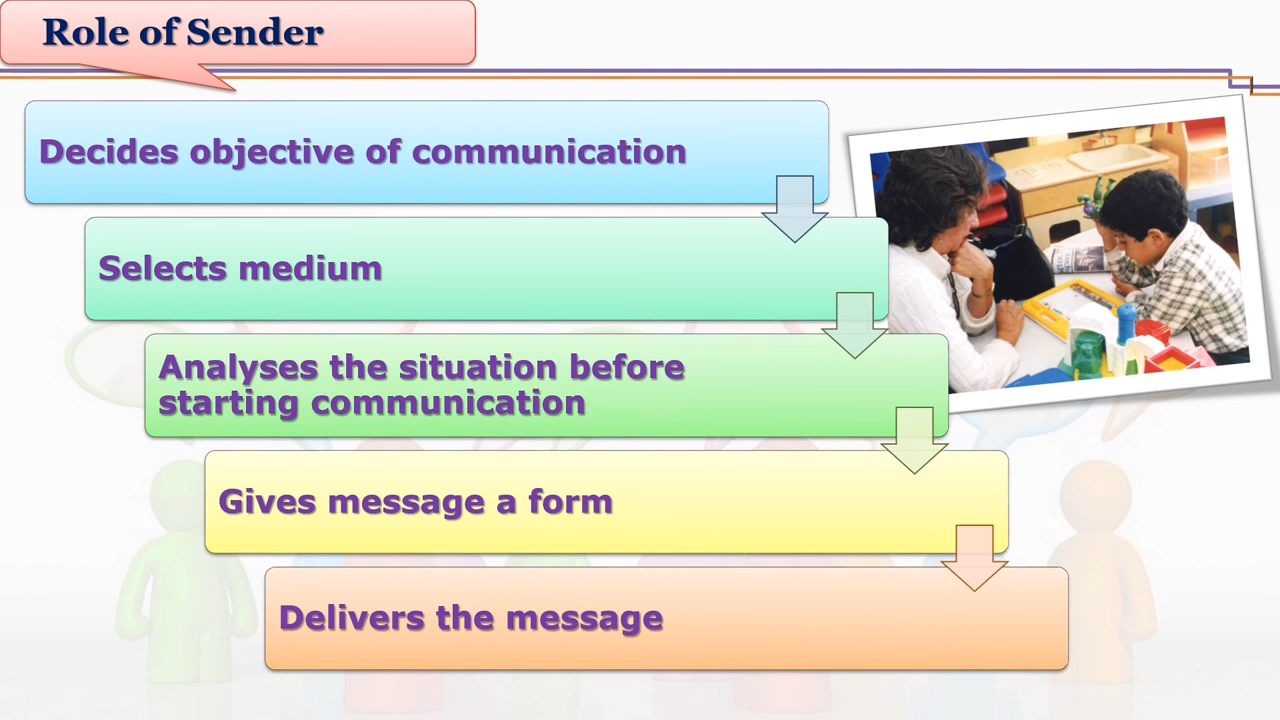 Role of Sender
Decides objective of communication
Selects medium
Analyses the situation before
starting communication
Gives message a form
Delivers the message